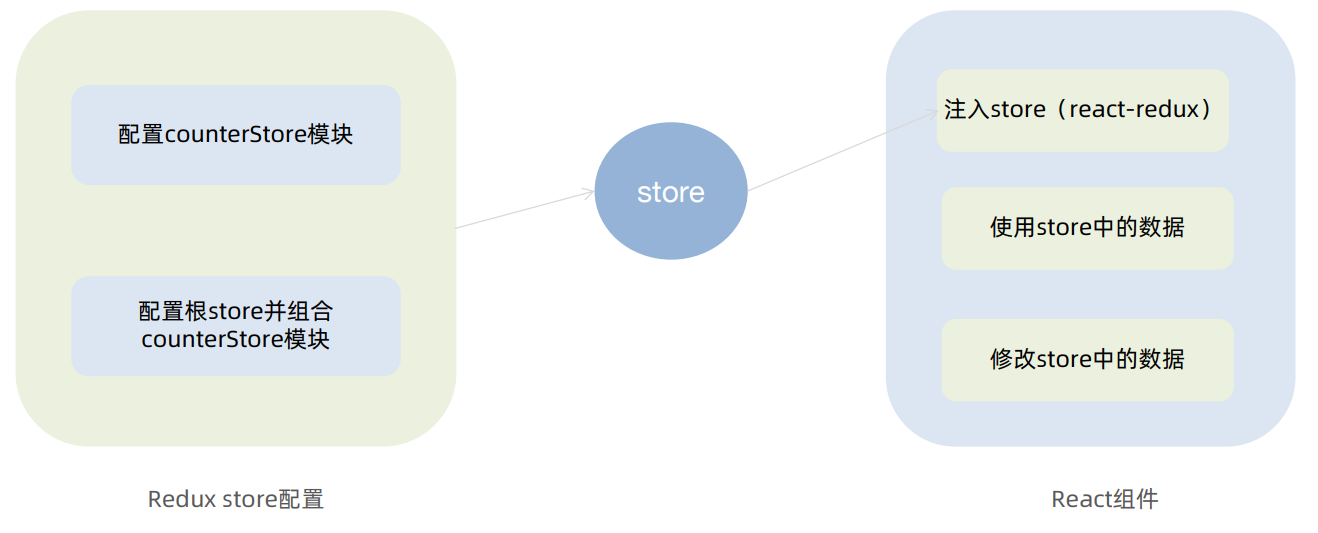 配置counterStore模块
配置根store并组合
counterStore模块
Redux store配置
store
注入store（react-redux）
使用store中的数据
修改store中的数据
React组件